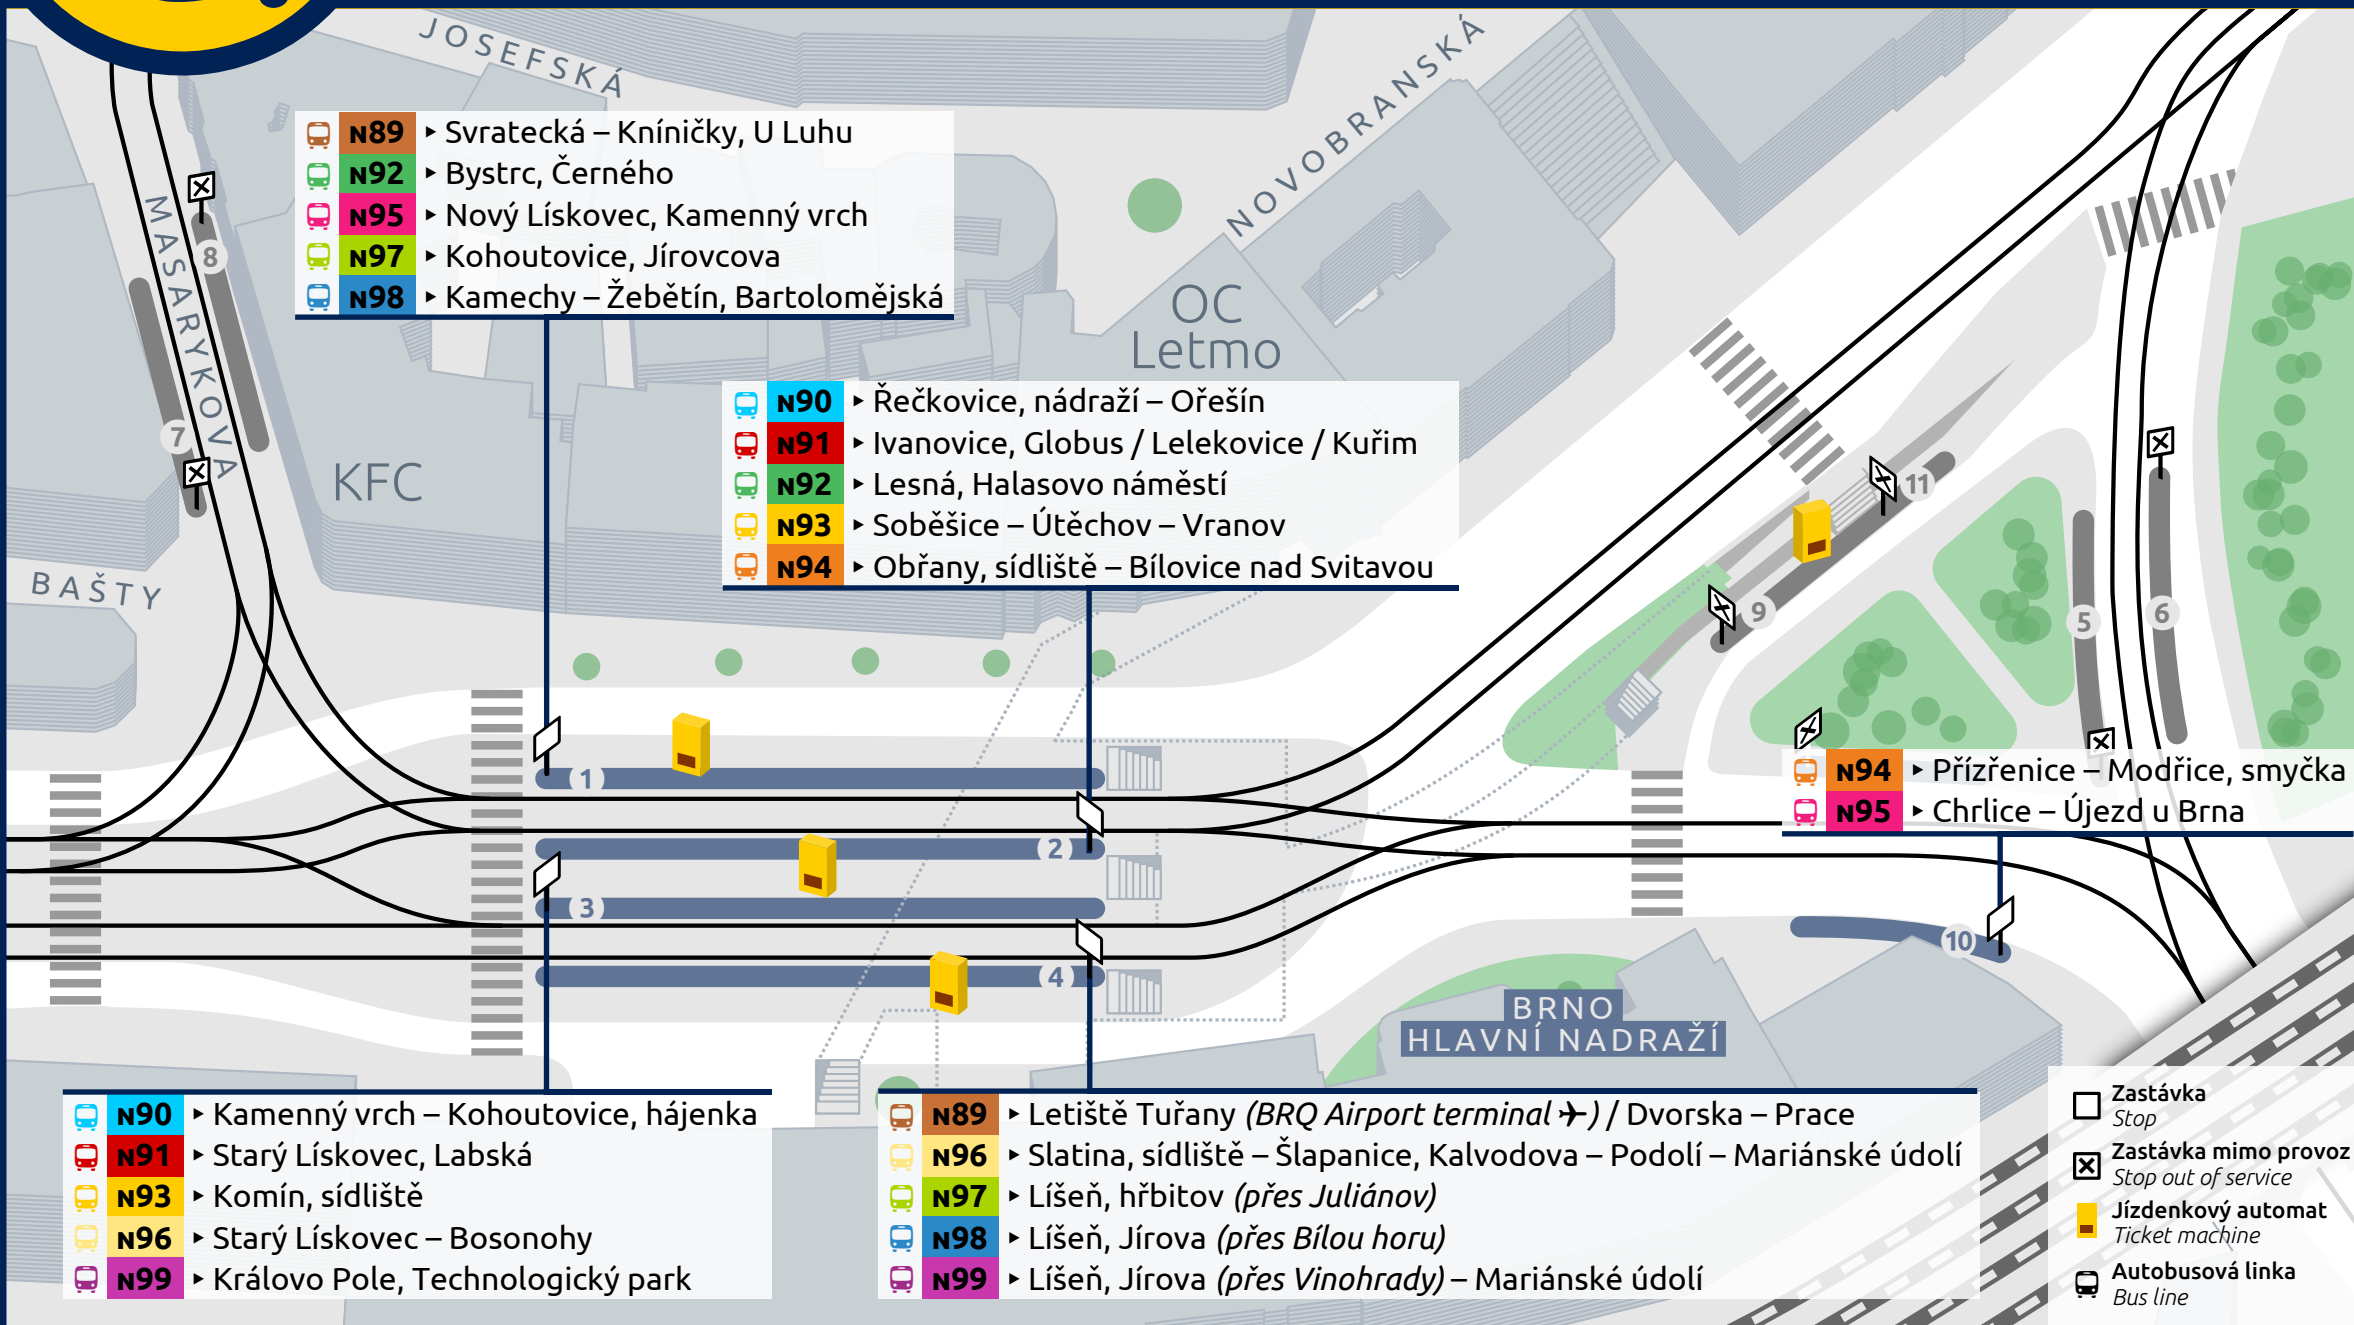 JOSEFSKÁ
NOVOBRANSKÁ
N89 ▸ Svratecká – Kníničky, U Luhu
N92 ▸ Bystrc, Černého
N95 ▸ Nový Lískovec, Kamenný vrch
N97 ▸ Kohoutovice, Jírovcova
N98 ▸ Kamechy – Žebětín, Bartolomějská
MASARYKOVA
8
7
KFC
OC
Letmo
N90 ▸ Řečkovice, nádraží – Ořešín
N91 ▸ Ivanovice, Globus / Lelekovice / Kuřim
N92 ▸ Lesná, Halasovo náměstí
N93 ▸ Soběšice – Útěchov – Vranov
N94 ▸ Obřany, sídliště – Bílovice nad Svitavou
BAŠTY
11
9
5
6
1
2
3
4
N94 ▸ Přízřenice – Modřice, smyčka
N95 ▸ Chrlice – Újezd u Brna
10
BRNO
HLAVNÍ NADRAŽÍ
N90 ▸ Kamenný vrch – Kohoutovice, hájenka
N91 ▸ Starý Lískovec, Labská
N93 ▸ Komín, sídliště
N96 ▸ Starý Lískovec – Bosonohy
N99 ▸ Královo Pole, Technologický park
N89 ▸ Letiště Tuřany (BRQ Airport terminal ✈) / Dvorska – Prace
N96 ▸ Slatina, sídliště – Šlapanice, Kalvodova – Podolí – Mariánské údolí
N97 ▸ Líšeň, hřbitov (přes Juliánov)
N98 ▸ Líšeň, Jírova (přes Bílou horu)
N99 ▸ Líšeň, Jírova (přes Vinohrady) – Mariánské údolí
Zastávka
Stop
Zastávka mimo provoz
Stop out of service
Jízdenkový automat
Ticket machine
Autobusová linka
Bus line